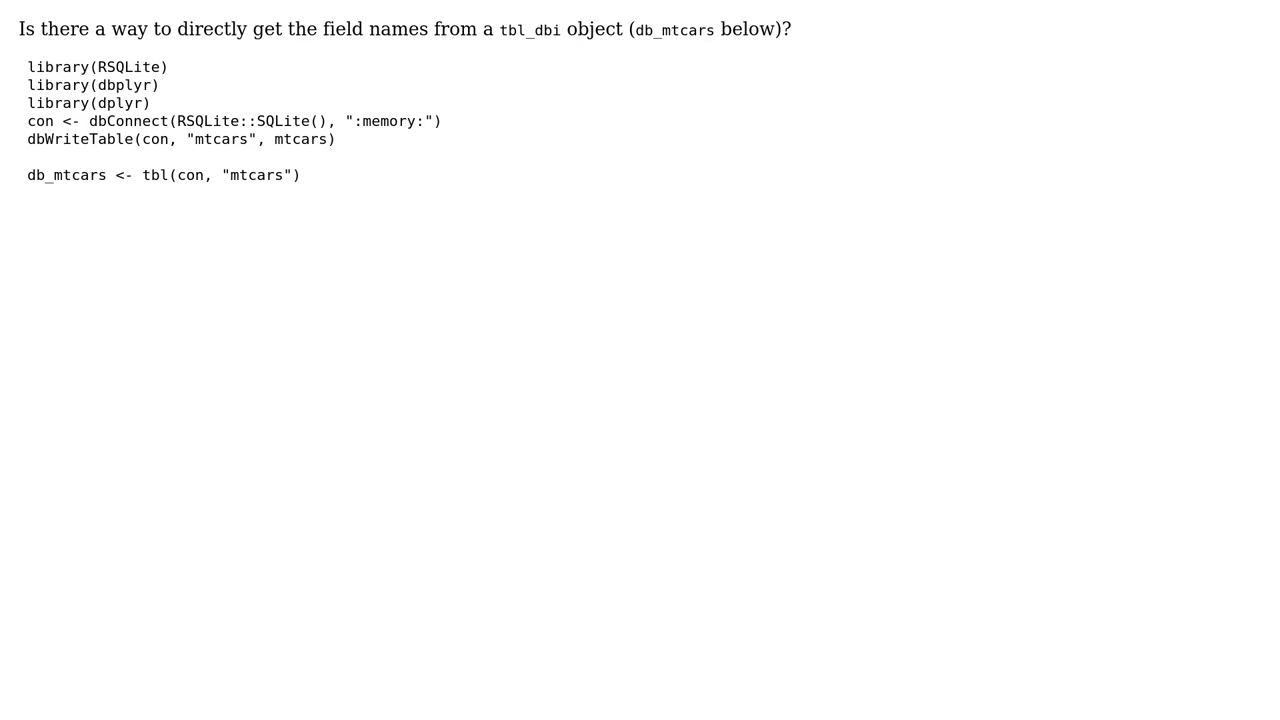 Is there a way to directly get the field names from a tbl_dbi object (db_mtcars below)?
library(RSQLite)
library(dbplyr)
library(dplyr)
con <- dbConnect(RSQLite::SQLite(), ":memory:")
dbWriteTable(con, "mtcars", mtcars)
db_mtcars <- tbl(con, "mtcars")